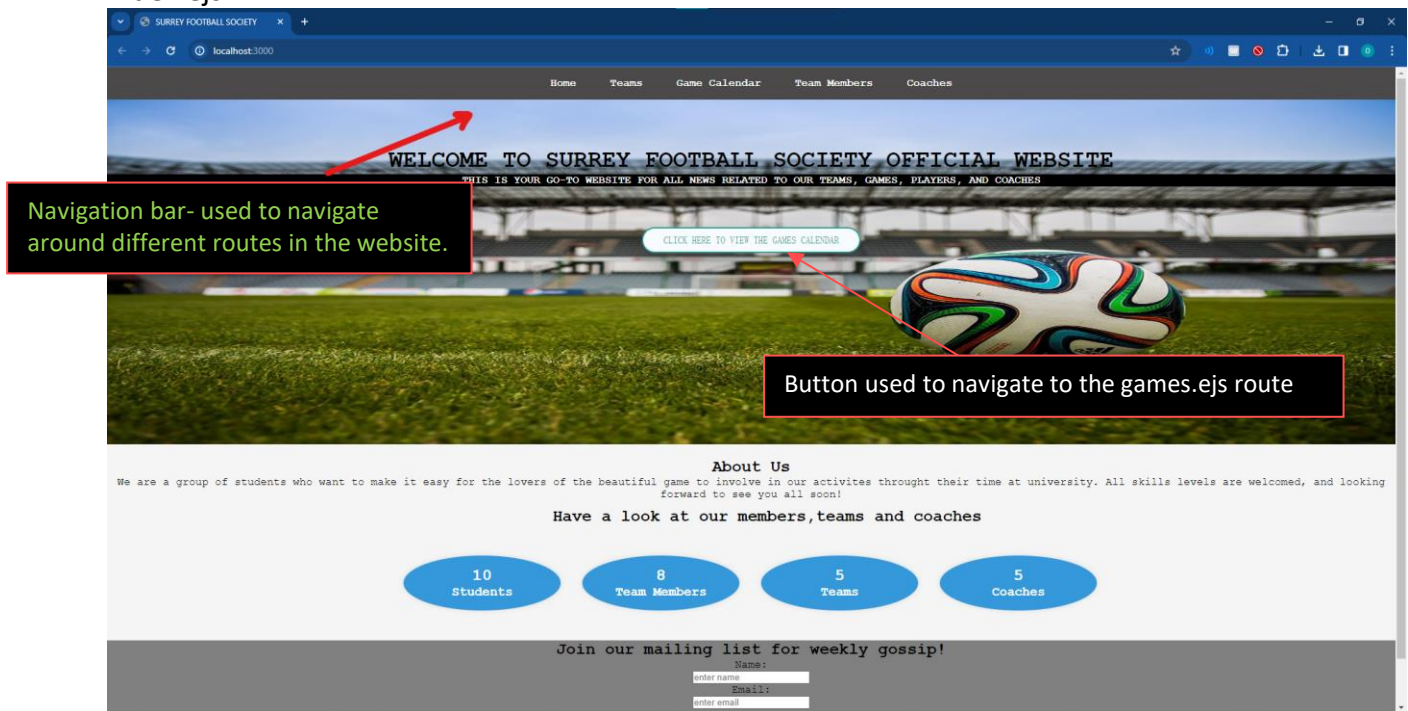 SURREY FOOTBALL SOCIETY
localhost:3000
Home Teams Game Calendar Team Members Coaches
WELCOME TO SURREY FOOTBALL SOCIETY OFFICIAL WEBSITE
THIS IS YOUR GO-TO WEBSITE FOR ALL NEWS RELATED TO OUR TEAMS, GAMES, PLAYERS, AND COACHES
Navigation bar- used to navigate
around different routes in the website.
CLICK HERE TO VIEW THE GAMES CALENDAR
Button used to navigate to the games.ejs route
About Us
We are a group of students who want to make it easy for the lovers of the beautiful game to involve in our activites throught their time at university. All skills levels are welcomed, and looking
forward to see you all soon!
Have a look at our members,teams and coaches
10
Students
8
Team Members
5
Teams
5
Coaches
Join our mailing list for weekly gossip!
Name:
enter name
Email:
enter email